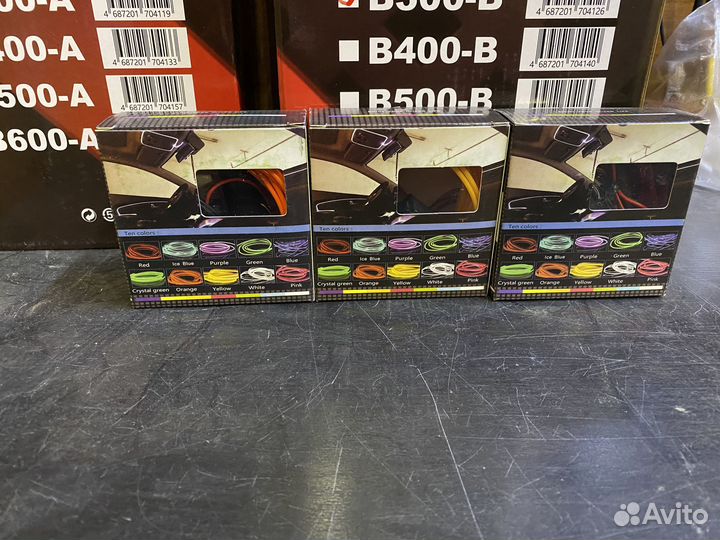 4 687201 704119
00-A
4 687201 704133
500-A
4 687201 704157
B600-A
B500-B
4 687201 704126
B400-B
4 687201 704140
B500-B
Ten colors :
Red Ice Blue Purple Green Blue
Crystal green Orange Yellow White Pink
Ten colors :
Red Ice Blue Purple Green Blue
Crystal green Orange Yellow White Pink
Ten colors :
Red Ice Blue Purple Green Blue
Crystal green Orange Yellow White Pink
Avito